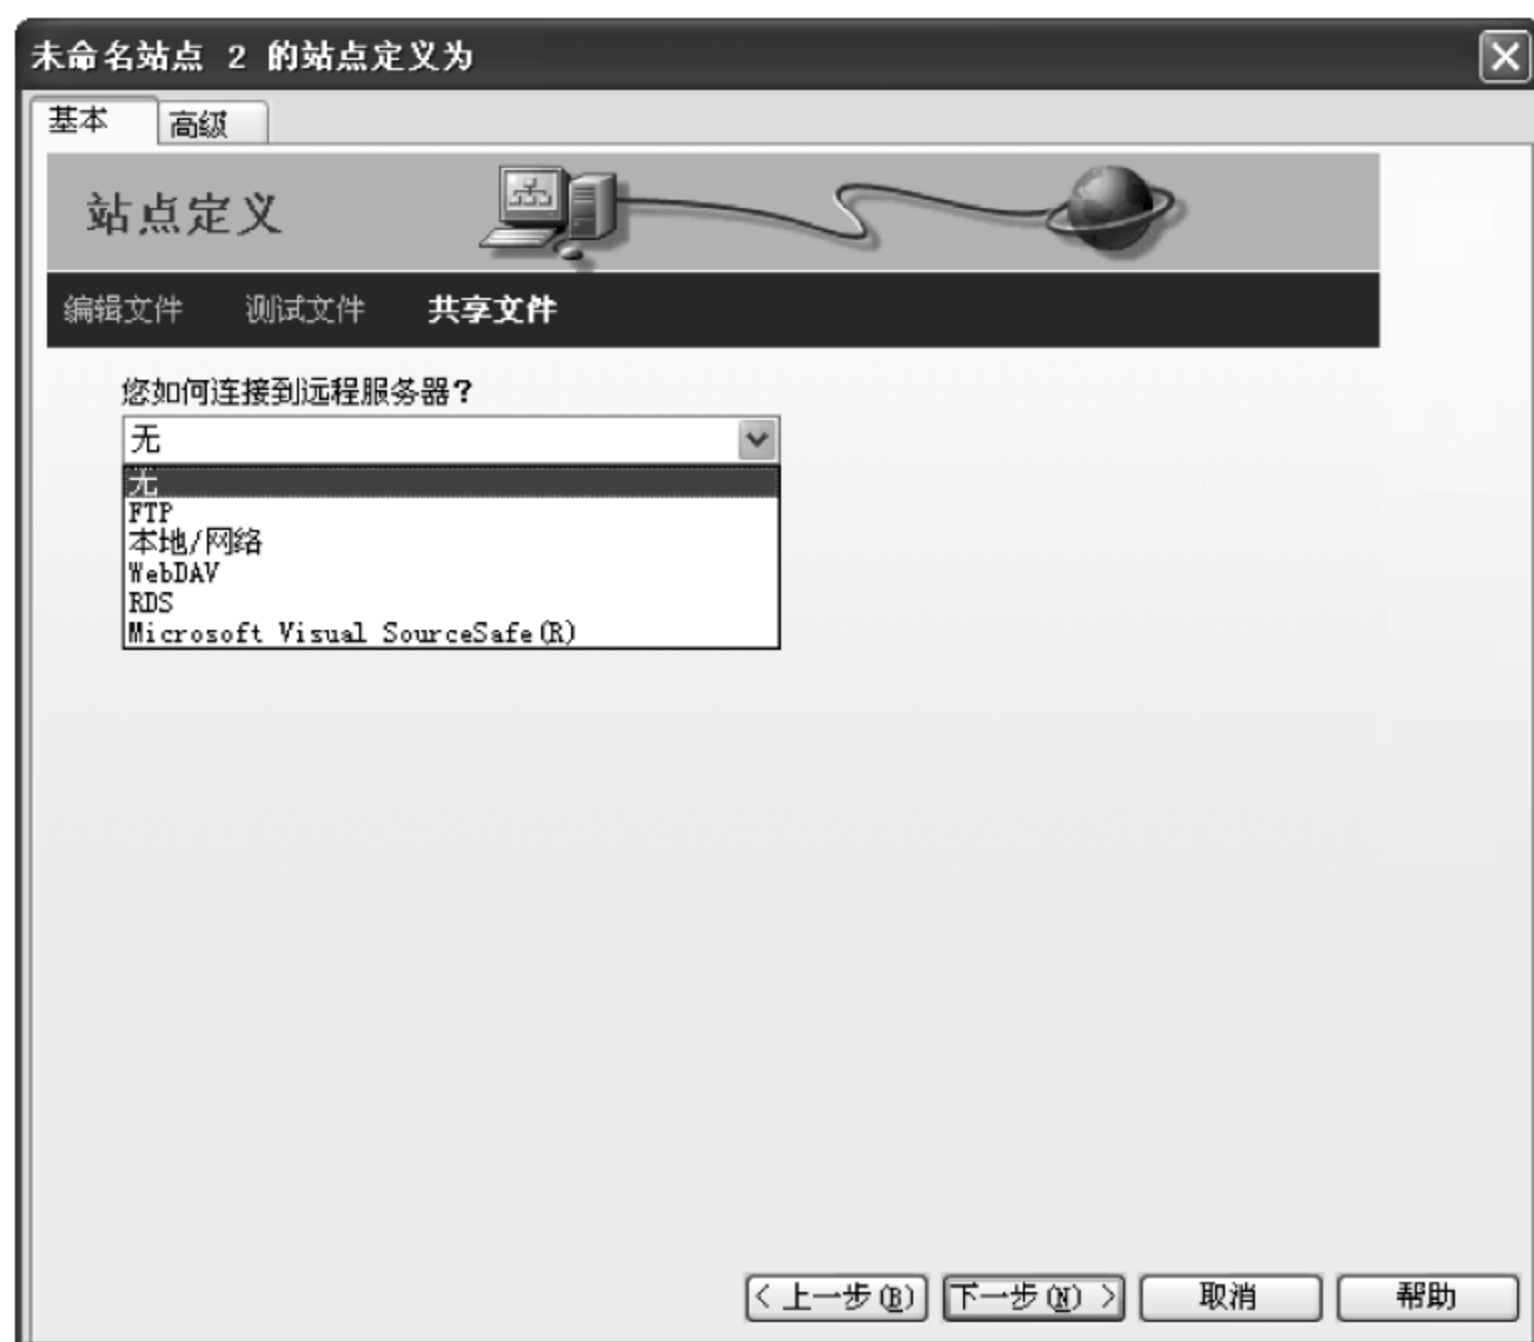 未命名站点 2 的站点定义为
基本 高级
站点定义
编辑文件 测试文件 共享文件
您如何连接到远程服务器?
无
无
FTP
本地/网络
WebDAV
RDS
Microsoft Visual SourceSafe(R)
< 上一步(B) 下一步(N) > 取消 帮助